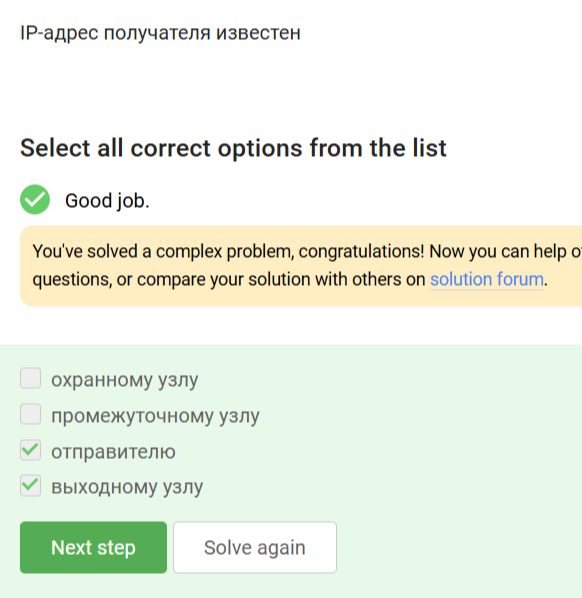 IP-адрес получателя известен
Select all correct options from the list
Good job.
You've solved a complex problem, congratulations! Now you can help
questions, or compare your solution with others on solution forum.
охранному узлу
промежуточному узлу
отправителю
выходному узлу
Next step
Solve again